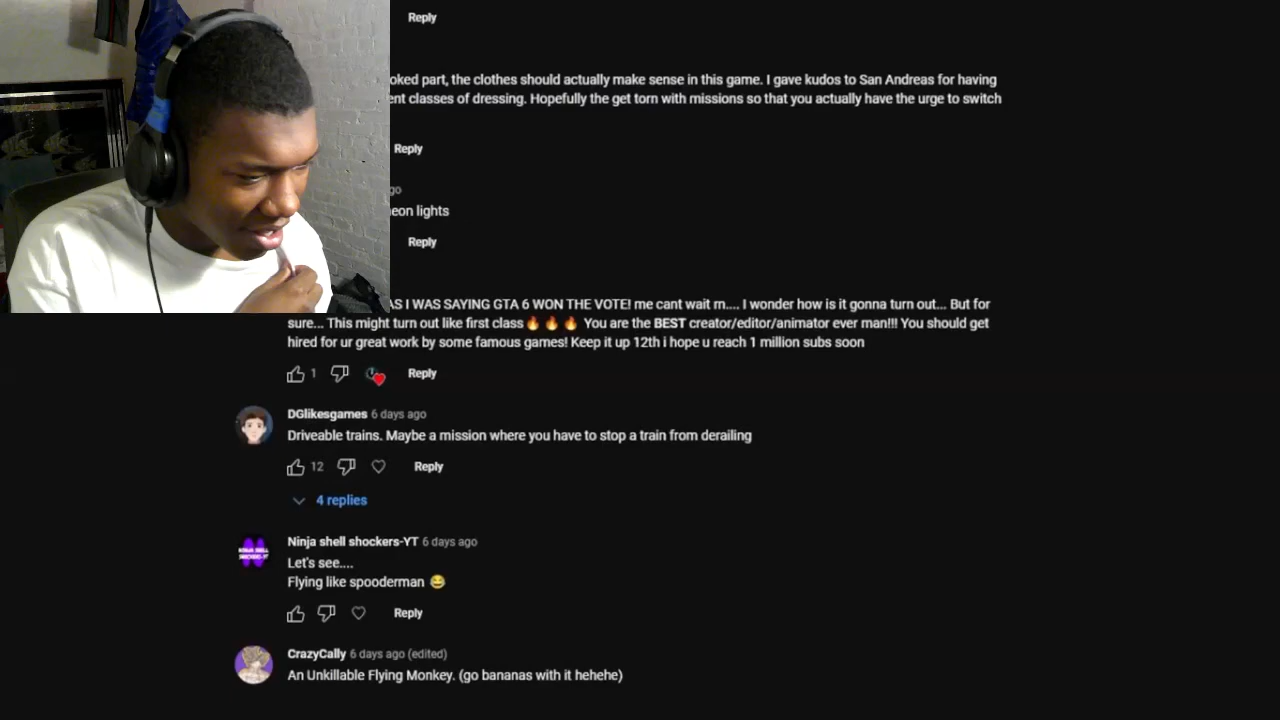 Reply
oked part, the clothes should actually make sense in this game. I gave kudos to San Andreas for having
ent classes of dressing. Hopefully the get torn with missions so that you actually have the urge to switch
Reply
go
eon lights
Reply
AS I WAS SAYING GTA 6 WON THE VOTE! me cant wait rn.... I wonder how is it gonna turn out... But for
sure... This might turn out like first class🔥🔥🔥 You are the BEST creator/editor/animator ever man!!! You should get
hired for ur great work by some famous games! Keep it up 12th i hope u reach 1 million subs soon
1 Reply
DGlikesgames 6 days ago
Driveable trains. Maybe a mission where you have to stop a train from derailing
12 Reply
4 replies
Ninja shell shockers-YT 6 days ago
Let's see....
Flying like spooderman 😂
Reply
CrazyCally 6 days ago (edited)
An Unkillable Flying Monkey. (go bananas with it hehehe)